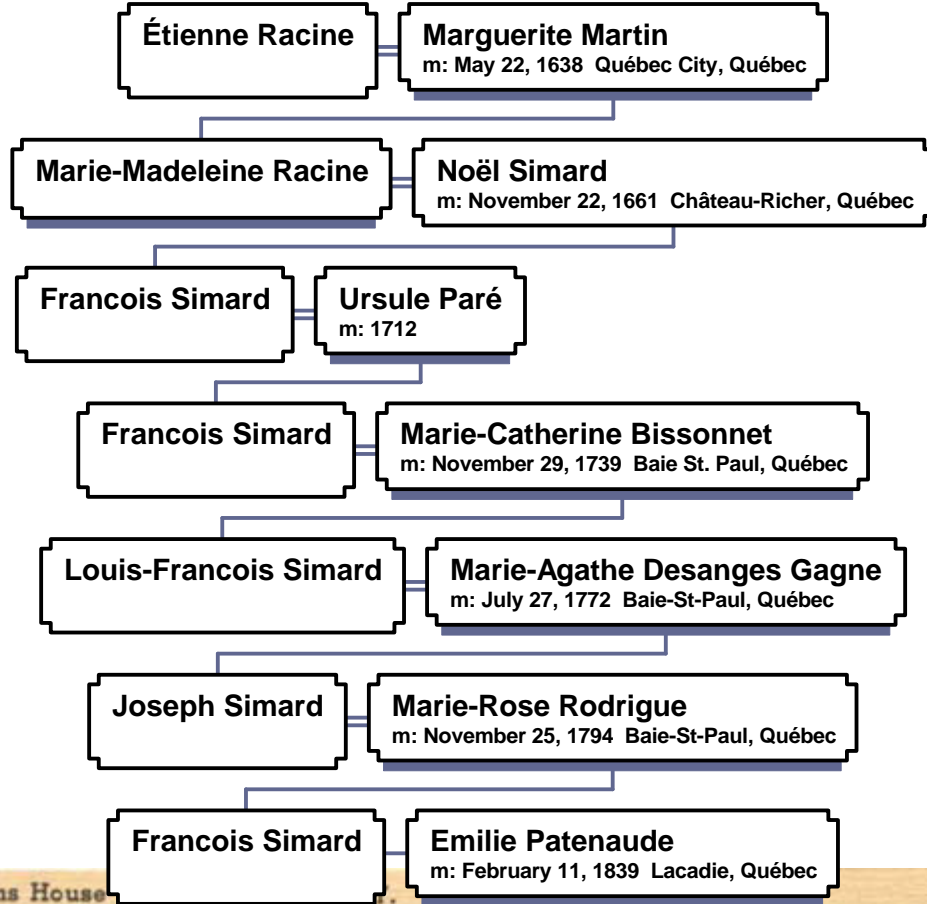 Étienne Racine
Marguerite Martin
m: May 22, 1638 Québec City, Québec
Marie-Madeleine Racine
Noël Simard
m: November 22, 1661 Château-Richer, Québec
Francois Simard
Ursule Paré
m: 1712
Francois Simard
Marie-Catherine Bissonnet
m: November 29, 1739 Baie St. Paul, Québec
Louis-Francois Simard
Marie-Agathe Desanges Gagne
m: July 27, 1772 Baie-St-Paul, Québec
Joseph Simard
Marie-Rose Rodrigue
m: November 25, 1794 Baie-St-Paul, Québec
Francois Simard
Emilie Patenaude
m: February 11, 1839 Lacadie, Québec
House